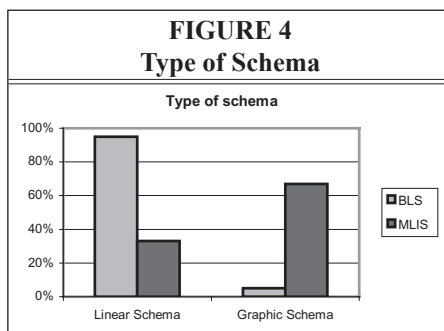 FIGURE 4
Type of Schema
Type of schema
100%
80%
60%
40%
20%
0%
Linear Schema
Graphic Schema
BLS
MLIS